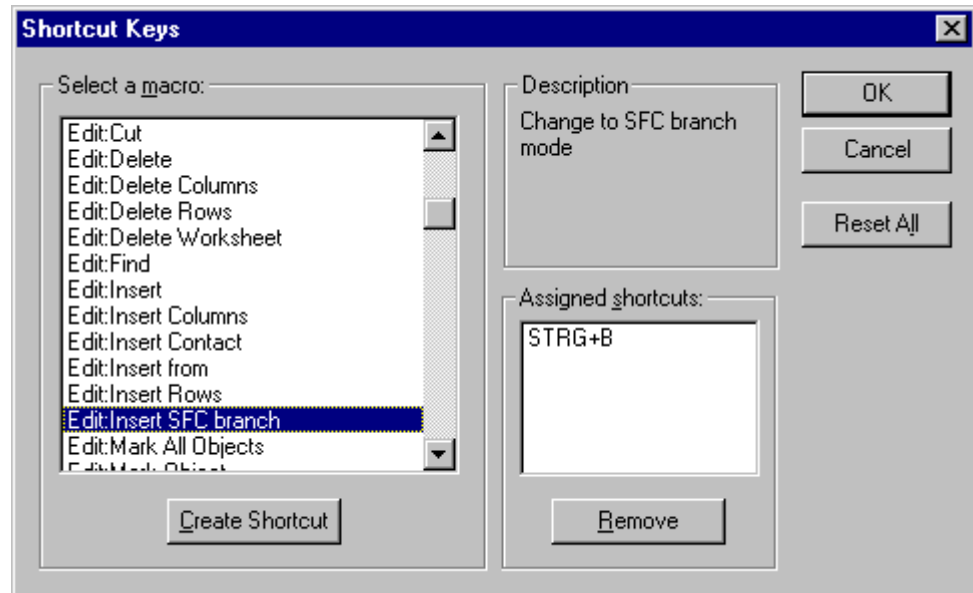 Shortcut Keys
Select a macro:
Edit:Cut
Edit:Delete
Edit:Delete Columns
Edit:Delete Rows
Edit:Delete Worksheet
Edit:Find
Edit:Insert
Edit:Insert Columns
Edit:Insert Contact
Edit:Insert from
Edit:Insert Rows
Edit:Insert SFC branch
Edit:Mark All Objects
Edit:Mark Object
Create Shortcut
Description
Change to SFC branch
mode
Assigned shortcuts:
STRG+B
Remove
OK
Cancel
Reset All